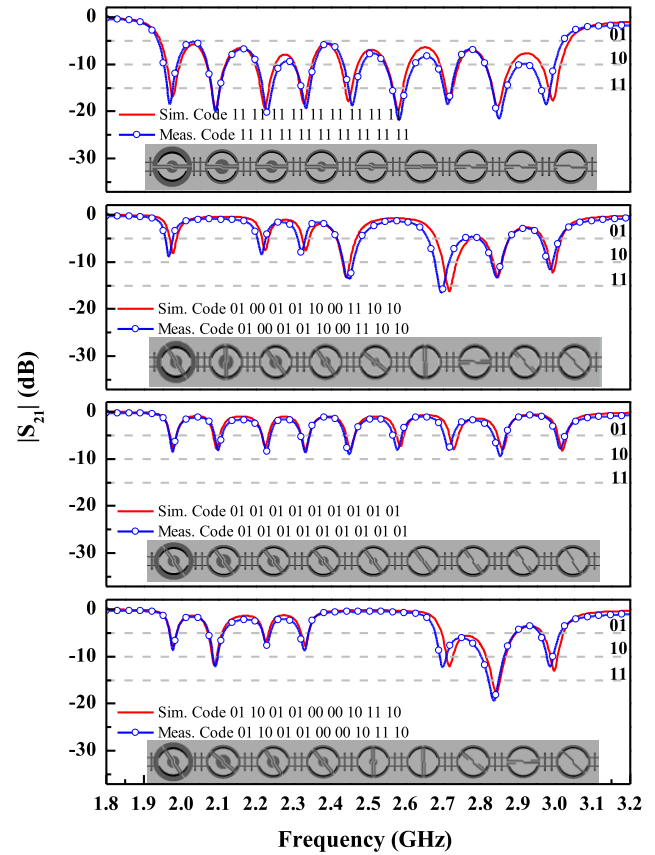 0
-10
-20
-30
01
10
11
Sim. Code 11 11 11 11 11 11 11 11 11
Meas. Code 11 11 11 11 11 11 11 11 11
0
-10
-20
-30
01
10
11
Sim. Code 01 00 01 01 10 00 11 10 10
Meas. Code 01 00 01 01 10 00 11 10 10
|S21| (dB)
0
-10
-20
-30
01
10
11
Sim. Code 01 01 01 01 01 01 01 01 01
Meas. Code 01 01 01 01 01 01 01 01 01
0
-10
-20
-30
01
10
11
Sim. Code 01 10 01 01 00 00 10 11 10
Meas. Code 01 10 01 01 00 00 10 11 10
1.8 1.9 2.0 2.1 2.2 2.3 2.4 2.5 2.6 2.7 2.8 2.9 3.0 3.1 3.2
Frequency (GHz)